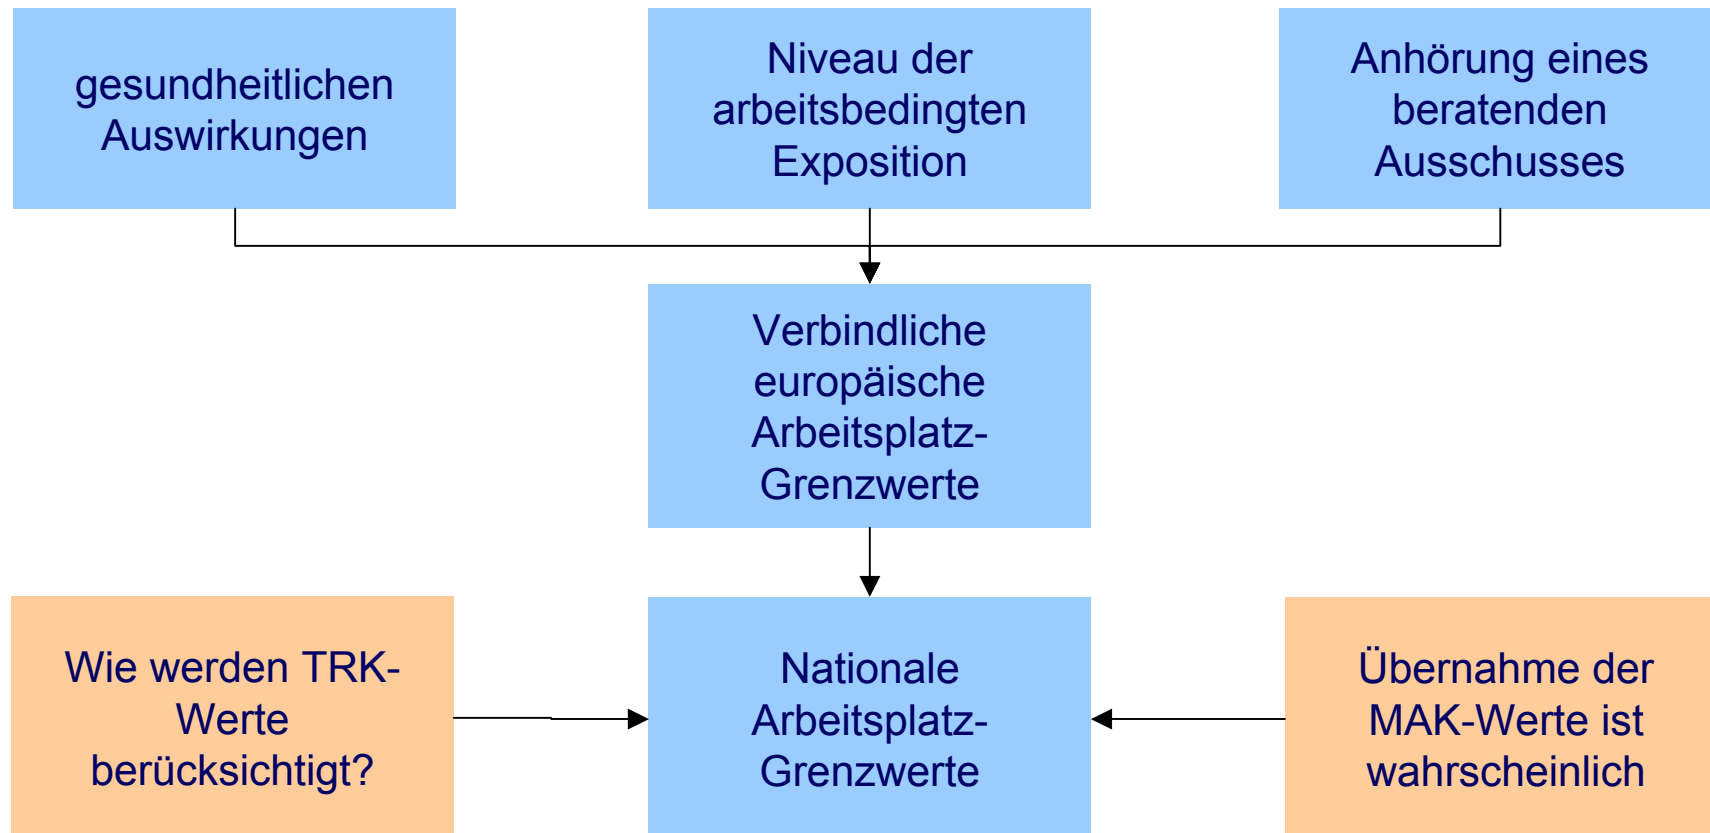 gesundheitlichen
Auswirkungen
Niveau der
arbeitsbedingten
Exposition
Anhörung eines
beratenden
Ausschusses
Verbindliche
europäische
Arbeitsplatz-
Grenzwerte
Wie werden TRK-
Werte
berücksichtigt?
Nationale
Arbeitsplatz-
Grenzwerte
Übernahme der
MAK-Werte ist
wahrscheinlich